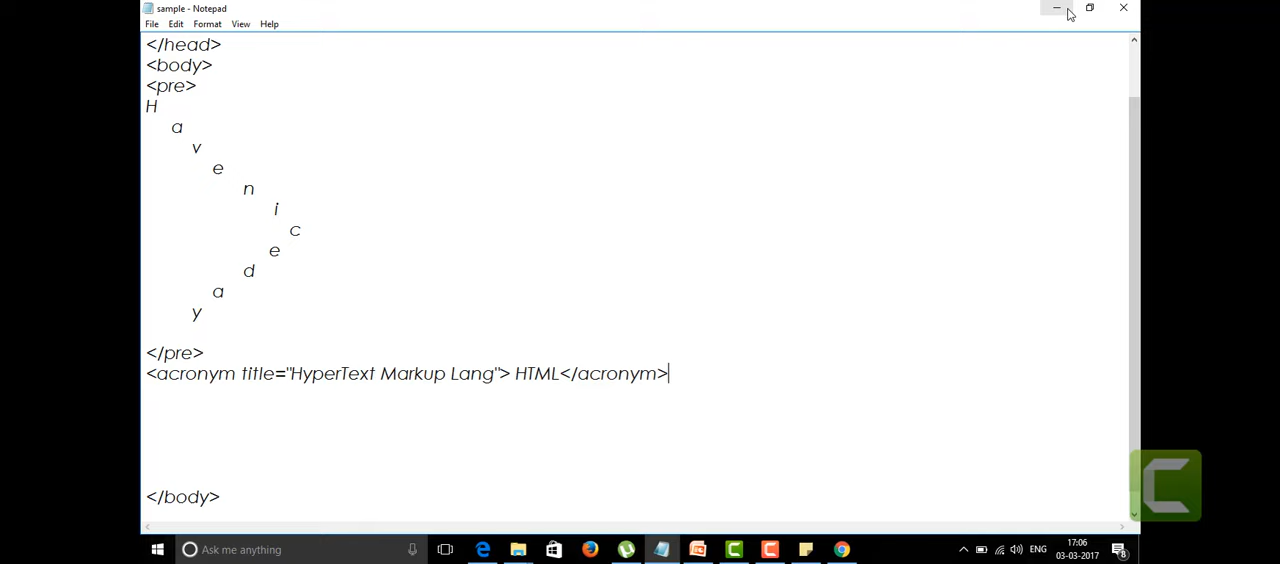 sample - Notepad
File Edit Format View Help
</head>
<body>
<pre>
H
a
v
e
n
i
c
e
d
a
y
</pre>
<acronym title="HyperText Markup Lang"> HTML</acronym>
</body>
Ask me anything
ENG
17:06
03-03-2017
8